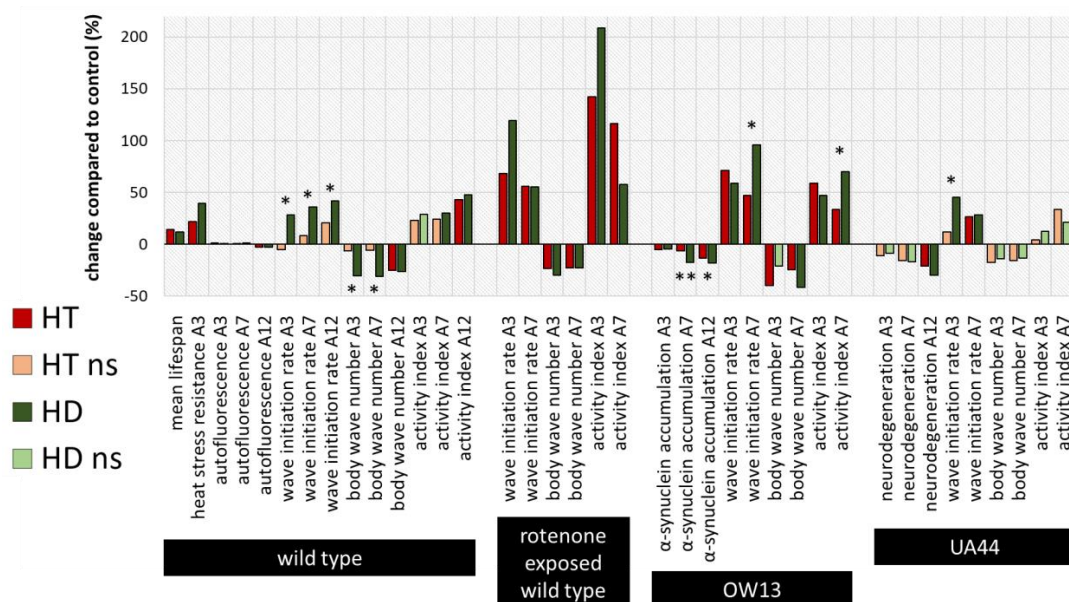 change compared to control (%)
200
150
100
50
0
-50
* * * * *
* *
* * * *
*
HT
HT ns
HD
HD ns
mean lifespan
heat stress resistance A3
autofluorescence A3
autofluorescence A7
autofluorescence A12
wave initiation rate A3
wave initiation rate A7
wave initiation rate A12
body wave number A3
body wave number A7
body wave number A12
activity index A3
activity index A7
activity index A12
wave initiation rate A3
wave initiation rate A7
body wave number A3
body wave number A7
activity index A3
activity index A7
α-synuclein accumulation A3
α-synuclein accumulation A7
α-synuclein accumulation A12
wave initiation rate A3
wave initiation rate A7
body wave number A3
body wave number A7
activity index A3
activity index A7
neurodegeneration A3
neurodegeneration A7
neurodegeneration A12
wave initiation rate A3
wave initiation rate A7
body wave number A3
body wave number A7
activity index A3
activity index A7
wild type
rotenone
exposed
wild type
OW13
UA44